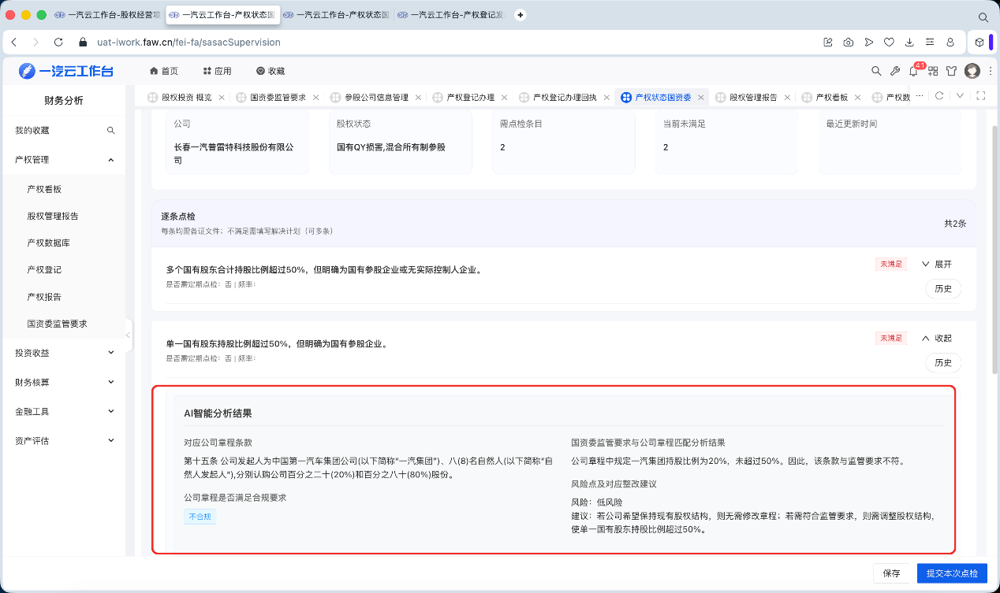 一汽云工作台-股权经营项
一汽云工作台-产权状态国
一汽云工作台-产权状态国
一汽云工作台-产权登记发
uat-iwork.faw.cn/fei-fa/sasacSupervision
一汽云工作台
首页
应用
收藏
41
财务分析
股权投资 概览
国资委监管要求
参股公司信息管理
产权登记办理
产权登记办理回执
产权状态国资委
股权管理报告
产权看板
产权数
我的收藏
产权管理
产权看板
股权管理报告
产权数据库
产权登记
产权报告
国资委监管要求
投资收益
财务核算
金融工具
资产评估
公司
长春一汽普雷特科技股份有限公
司
股权状态
国有QY损害,混合所有制参股
需点检条目
2
当前未满足
2
最近更新时间
逐条点检
每条均需备证文件；不满足需填写解决计划（可多条）
共2条
多个国有股东合计持股比例超过50%，但明确为国有参股企业或无实际控制人企业。
是否需定期点检：否 | 频率：
未满足
展开
历史
单一国有股东持股比例超过50%，但明确为国有参股企业。
是否需定期点检：否 | 频率：
未满足
收起
历史
AI智能分析结果
对应公司章程条款
第十五条 公司发起人为中国第一汽车集团公司(以下简称“一汽集团”)、八(8)名自然人(以下简称“自
然人发起人”),分别认购公司百分之二十(20%)和百分之八十(80%)股份。
公司章程是否满足合规要求
不合规
国资委监管要求与公司章程匹配分析结果
公司章程中规定一汽集团持股比例为20%，未超过50%。因此，该条款与监管要求不符。
风险点及对应整改建议
风险：低风险
建议：若公司希望保持现有股权结构，则无需修改章程；若需符合监管要求，则需调整股权结构，
使单一国有股东持股比例超过50%。
保存
提交本次点检